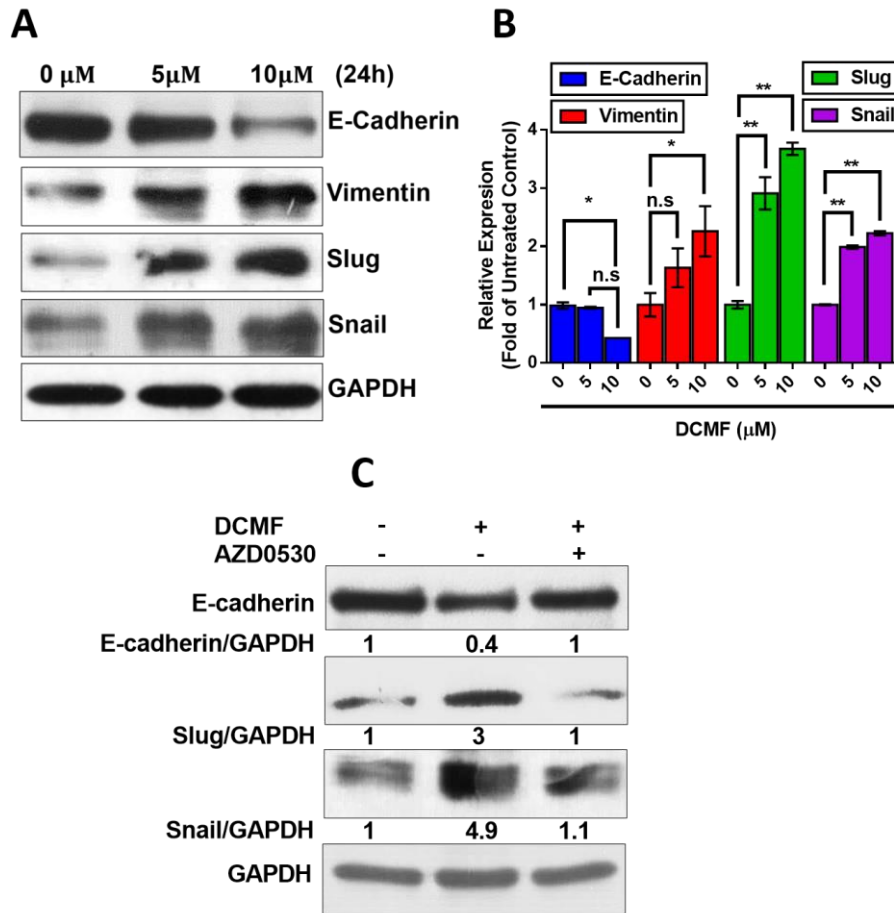 A
0 μM 5μM 10μM (24h)
E-Cadherin
Vimentin
Slug
Snail
GAPDH
B
E-Cadherin
Vimentin
Slug
Snail
Relative Expresion
(Fold of Untreated Control)
4
3
2
1
0
*
n.s
n.s
*
**
**
**
**
0 5 10 0 5 10 0 5 10 0 5 10
DCMF (μM)
C
DCMF - + +
AZD0530 - - +
E-cadherin
E-cadherin/GAPDH 1 0.4 1
Slug/GAPDH 1 3 1
Snail/GAPDH 1 4.9 1.1
GAPDH